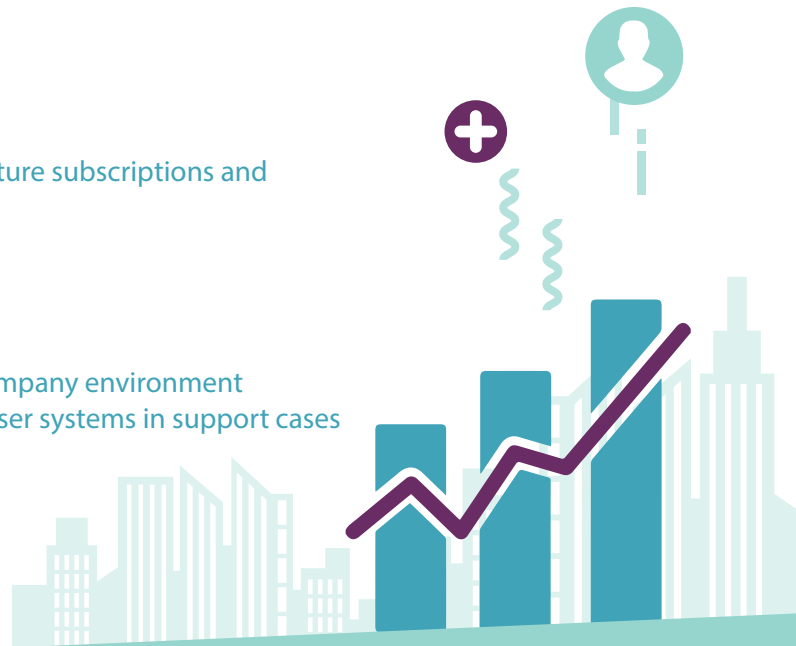 ture subscriptions and
mpany environment
ser systems in support cases